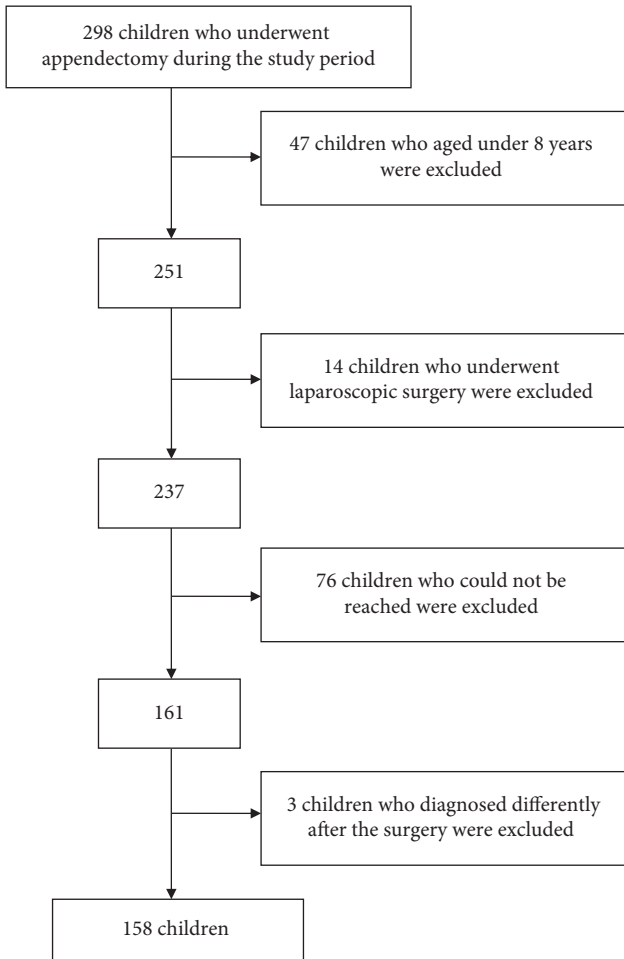 298 children who underwent
appendectomy during the study period
47 children who aged under 8 years
were excluded
251
14 children who underwent
laparoscopic surgery were excluded
237
76 children who could not be
reached were excluded
161
3 children who diagnosed differently
after the surgery were excluded
158 children